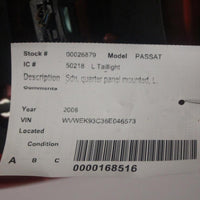 Stock # 00028879 Model PASSAT
IC # 50218 L Taillight
Description Sdn, quarter panel mounted, L
Comments
Year 2006
VIN WVWEK93C36E046573
Located
Condition
A B C 0000168516